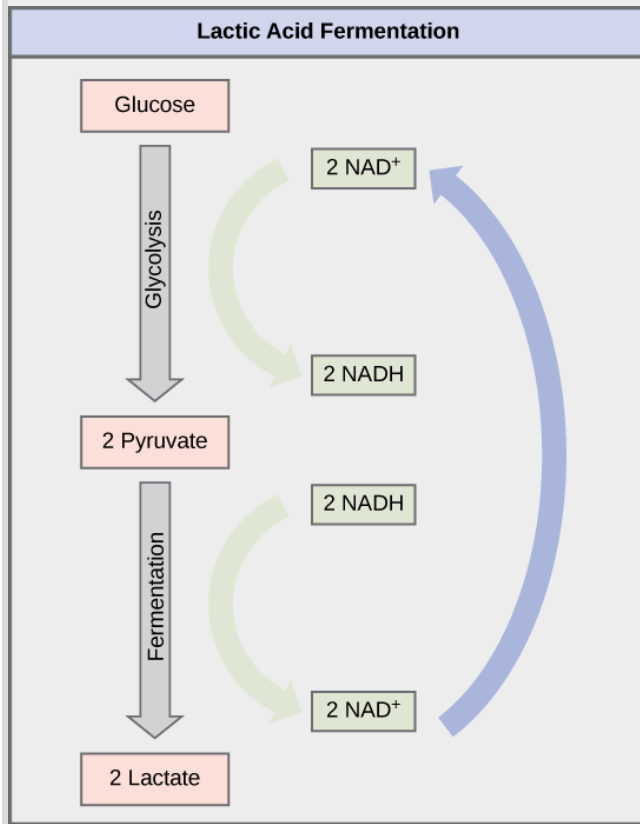 Lactic Acid Fermentation
Glucose
2 NAD⁺
Glycolysis
2 NADH
2 Pyruvate
2 NADH
Fermentation
2 NAD⁺
2 Lactate